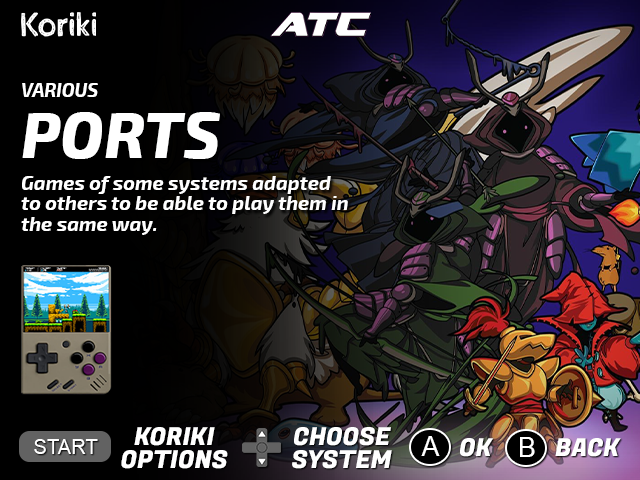 Koriki
ATC
VARIOUS
PORTS
Games of some systems adapted
to others to be able to play them in
the same way.
START
KORIKI
OPTIONS
CHOOSE
SYSTEM
A OK
B BACK